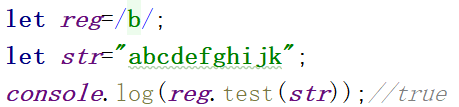 let reg=/b/;
let str="abcdefghijk";
console.log(reg.test(str));//true